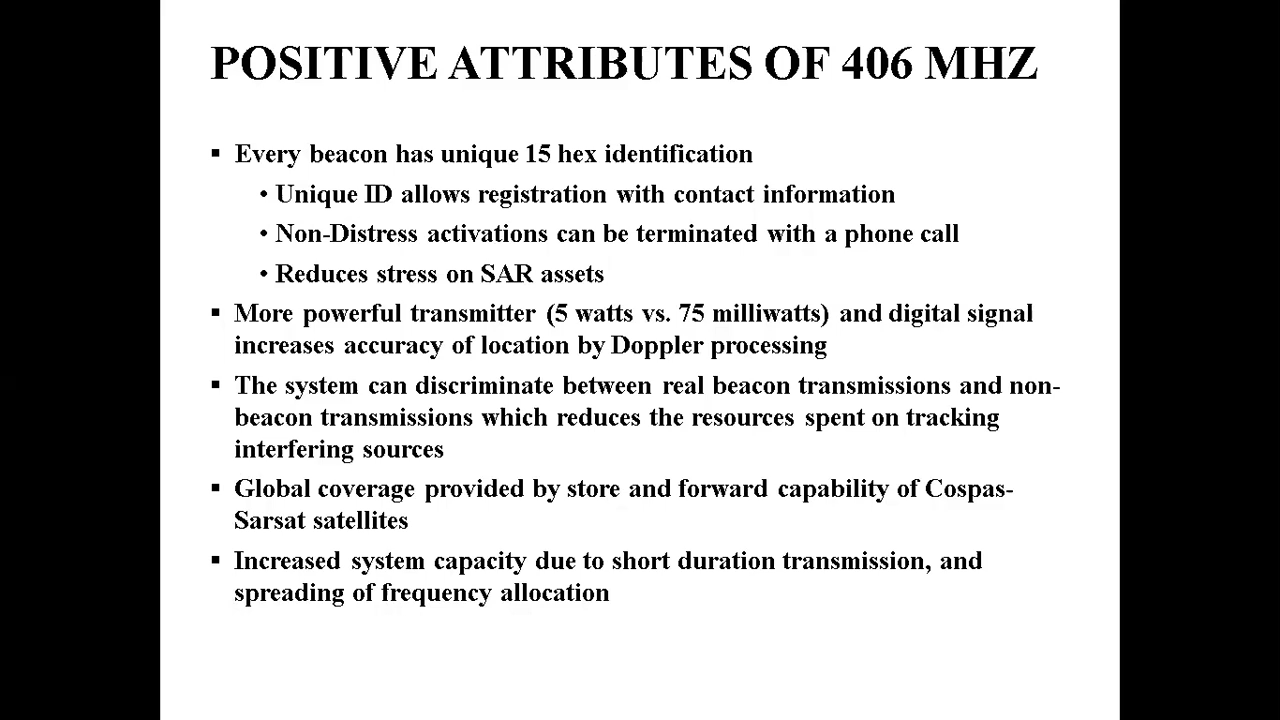 POSITIVE ATTRIBUTES OF 406 MHZ
▪ Every beacon has unique 15 hex identification
• Unique ID allows registration with contact information
• Non-Distress activations can be terminated with a phone call
• Reduces stress on SAR assets
▪ More powerful transmitter (5 watts vs. 75 milliwatts) and digital signal
increases accuracy of location by Doppler processing
▪ The system can discriminate between real beacon transmissions and non-
beacon transmissions which reduces the resources spent on tracking
interfering sources
▪ Global coverage provided by store and forward capability of Cospas-
Sarsat satellites
▪ Increased system capacity due to short duration transmission, and
spreading of frequency allocation